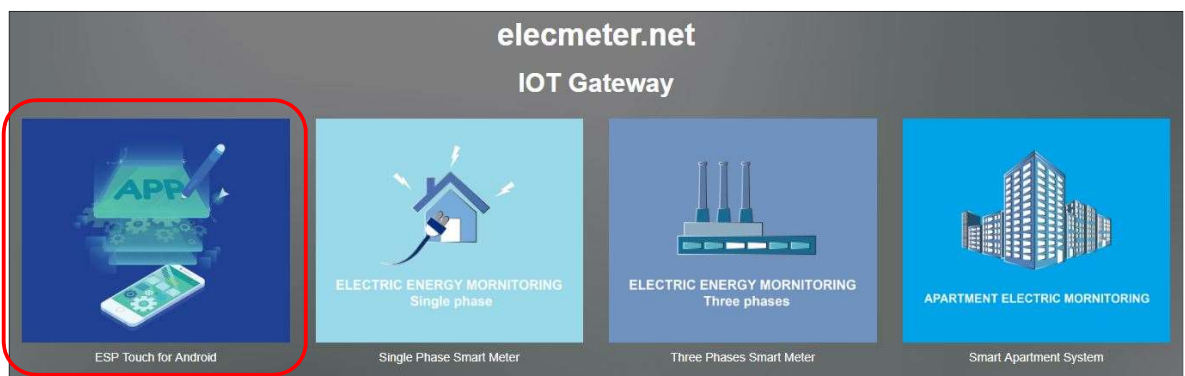 elecmeter.net
IOT Gateway
APP
ELECTRIC ENERGY MORNITORING
Single phase
ELECTRIC ENERGY MORNITORING
Three phases
APARTMENT ELECTRIC MORNITORING
ESP Touch for Android
Single Phase Smart Meter
Three Phases Smart Meter
Smart Apartment System